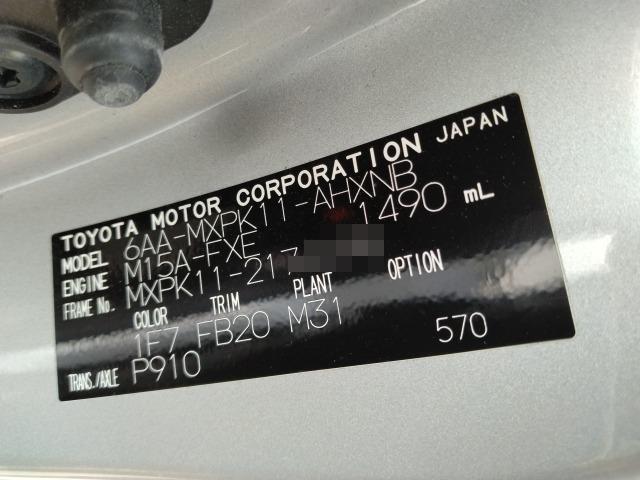 TOYOTA MOTOR CORPORATION JAPAN
MODEL 6AA-MXPK11-AHXNB
ENGINE M15A-FXE 1490 mL
FRAME No. MXPK11-217
COLOR TRIM PLANT OPTION
1F7 FB20 M31 570
TRANS./AXLE P910